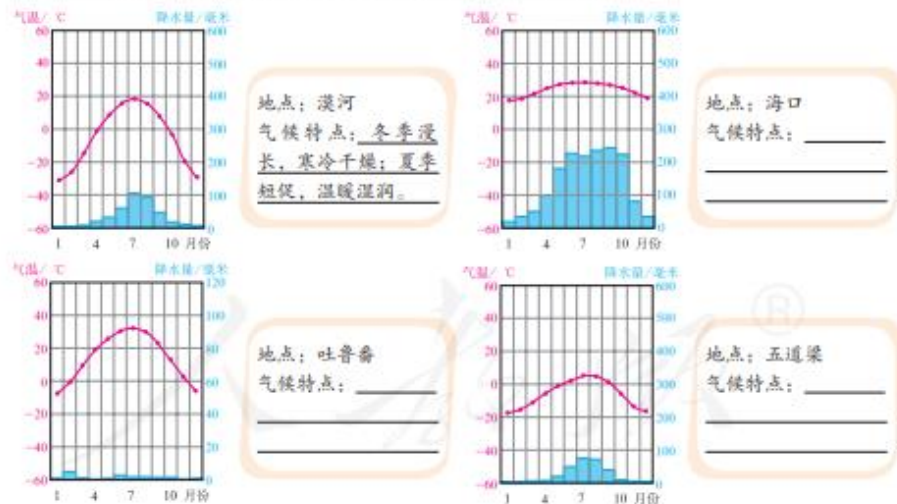 气温/℃ 降水量/毫米
60 600
40 500
20 400
0 300
-20 200
-40 100
-60 0
1 4 7 10 月份
地点：漠河
气候特点：冬季漫
长，寒冷干燥；夏季
短促，温暖湿润。
气温/℃ 降水量/毫米
60 600
40 500
20 400
0 300
-20 200
-40 100
-60 0
1 4 7 10 月份
地点：海口
气候特点：
气温/℃ 降水量/毫米
60 120
40 100
20 80
0 60
-20 40
-40 20
-60 0
1 4 7 10 月份
地点：吐鲁番
气候特点：
气温/℃ 降水量/毫米
60 600
40 500
20 400
0 300
-20 200
-40 100
-60 0
1 4 7 10 月份
地点：五道梁
气候特点：
®